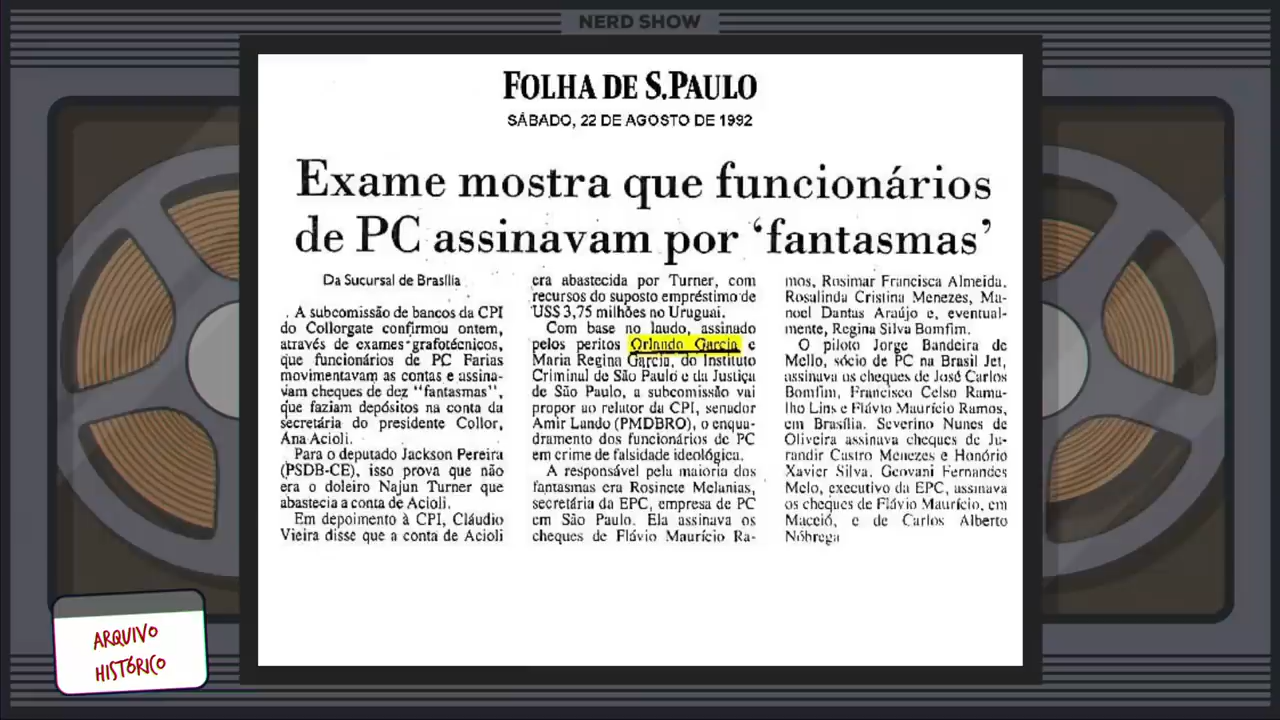 NERD SHOW
FOLHA DE S.PAULO
SÁBADO, 22 DE AGOSTO DE 1992
Exame mostra que funcionários
de PC assinavam por ‘fantasmas’
Da Sucursal de Brasília
A subcomissão de bancos da CPI
do Collorgate confirmou ontem,
através de exames grafotécnicos,
que funcionários de PC Farias
movimentavam as contas e assina-
vam cheques de dez “fantasmas”,
que faziam depósitos na conta da
secretária do presidente Collor,
Ana Acioli.
Para o deputado Jackson Pereira
(PSDB-CE), isso prova que não
era o doleiro Najun Turner que
abastecia a conta de Acioli.
Em depoimento à CPI, Cláudio
Vieira disse que a conta de Acioli
era abastecida por Turner, com
recursos do suposto empréstimo de
US$ 3,75 milhões no Uruguai.
Com base no laudo, assinado
pelos peritos Orlando Garcia e
Maria Regina Garcia, do Instituto
Criminal de São Paulo e da Justiça
de São Paulo, a subcomissão vai
propor ao relator da CPI, senador
Amir Lando (PMDBRO), o enqua-
dramento dos funcionários de PC
em crime de falsidade ideológica.
A responsável pela maioria dos
fantasmas era Rosinete Melanias,
secretária da EPC, empresa de PC
em São Paulo. Ela assinava os
cheques de Flávio Maurício Ra-
mos, Rosimar Francisca Almeida,
Rosalinda Cristina Menezes, Ma-
noel Dantas Araújo e, eventual-
mente, Regina Silva Bomfim.
O piloto Jorge Bandeira de
Mello, sócio de PC na Brasil Jet,
assinava os cheques de José Carlos
Bomfim, Francisco Celso Rama-
lho Lins e Flávio Maurício Ramos,
em Brasília. Severino Nunes de
Oliveira assinava cheques de Ju-
randir Castro Menezes e Honório
Xavier Silva. Geovani Fernandes
Melo, executivo da EPC, assinava
os cheques de Flávio Maurício, em
Maceió, e de Carlos Alberto
Nóbrega
ARQUIVO
HISTÓRICO